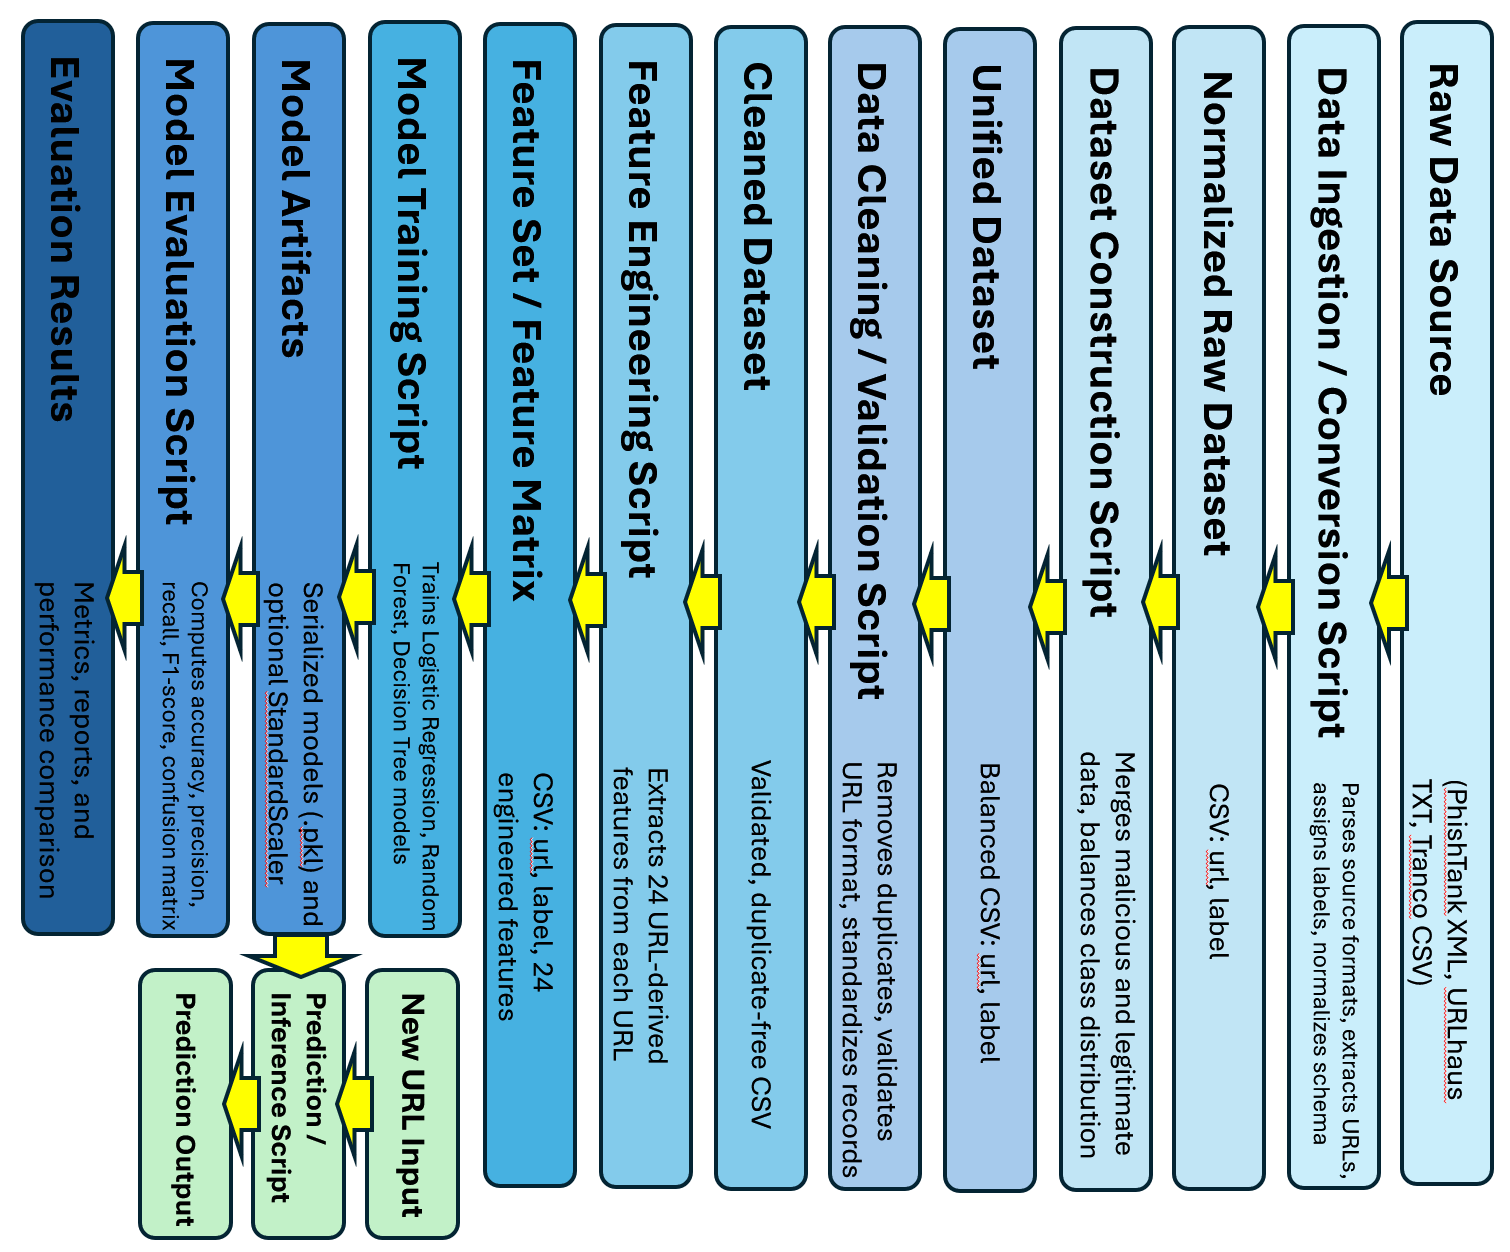 Raw Data Source
(PhishTank XML, URLhaus
TXT, Tranco CSV)
Data Ingestion / Conversion Script
Parses source formats, extracts URLs,
assigns labels, normalizes schema
Normalized Raw Dataset
CSV: url, label
Dataset Construction Script
Merges malicious and legitimate
data, balances class distribution
Unified Dataset
Balanced CSV: url, label
Data Cleaning / Validation Script
Removes duplicates, validates
URL format, standardizes records
Cleaned Dataset
Validated, duplicate-free CSV
Feature Engineering Script
Extracts 24 URL-derived
features from each URL
Feature Set / Feature Matrix
CSV: url, label, 24
engineered features
Model Training Script
Trains Logistic Regression, Random
Forest, Decision Tree models
Model Artifacts
Serialized models (.pkl) and
optional StandardScaler
Model Evaluation Script
Computes accuracy, precision,
recall, F1-score, confusion matrix
Evaluation Results
Metrics, reports, and
performance comparison
New URL Input
Prediction /
Inference Script
Prediction Output